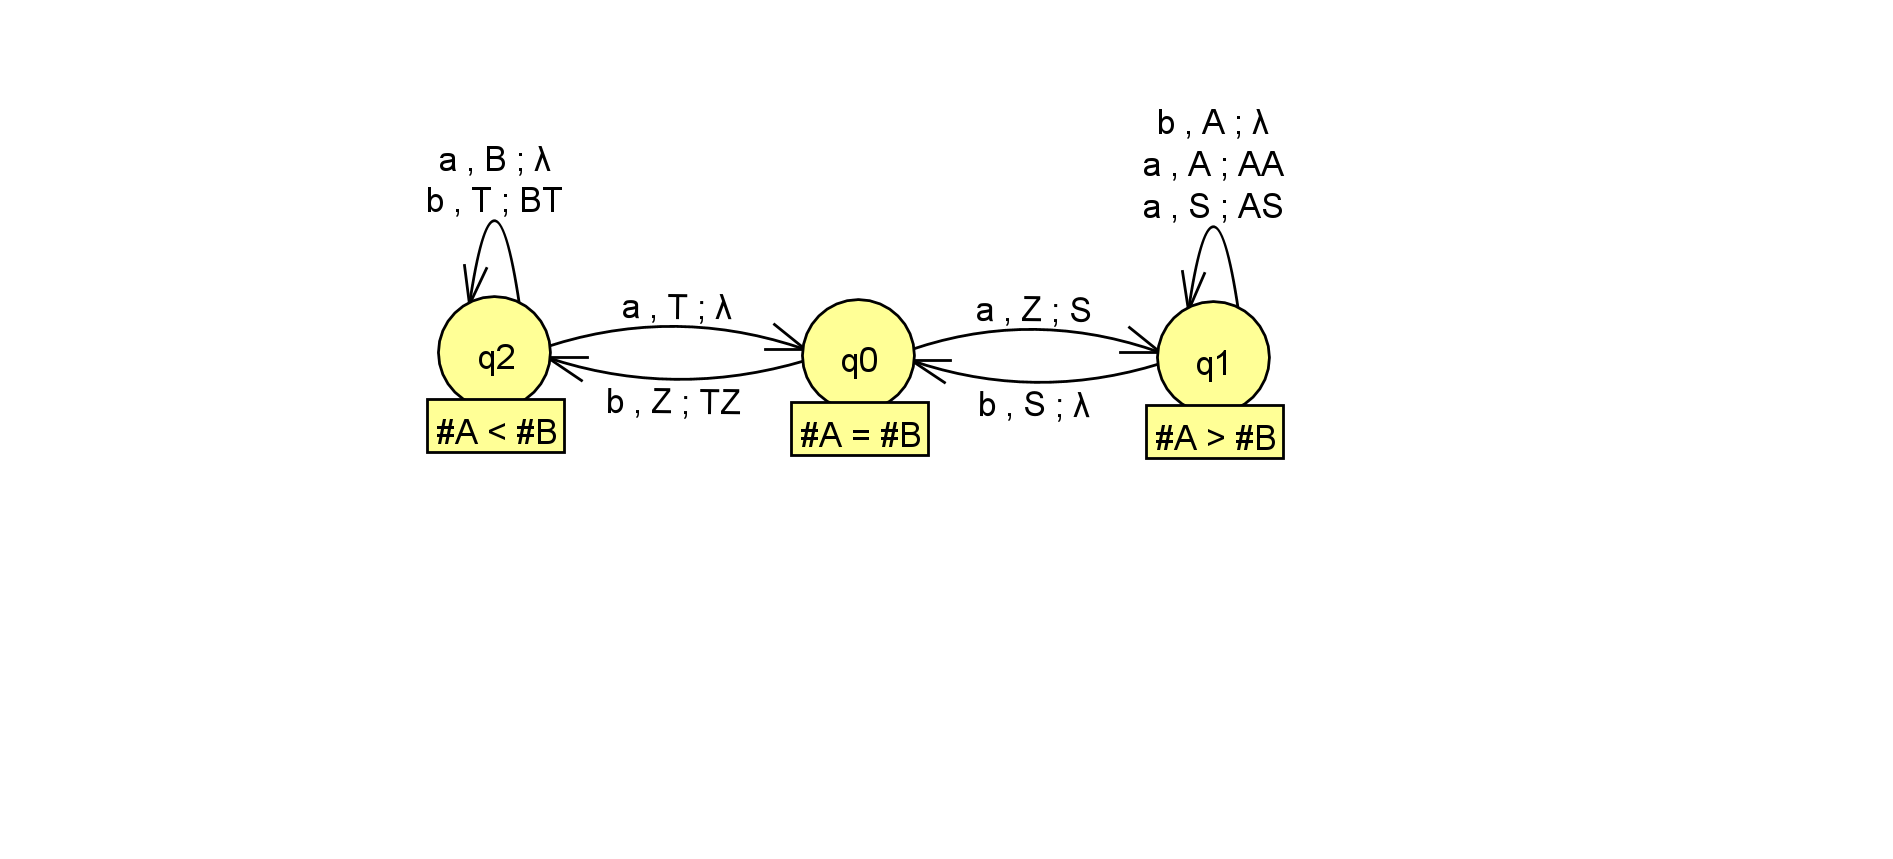 b , A ; λ
a , A ; AA
a , S ; AS
a , B ; λ
b , T ; BT
a , T ; λ
a , Z ; S
q2
q0
q1
b , Z ; TZ
b , S ; λ
#A < #B
#A = #B
#A > #B